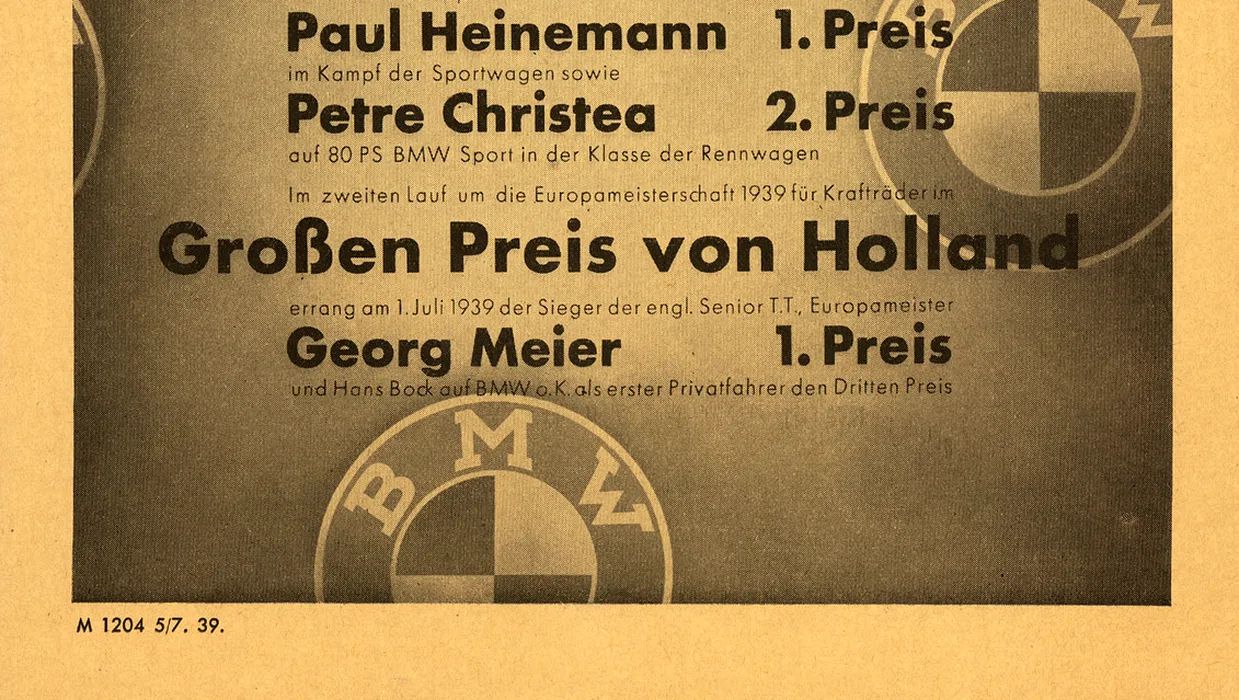 Paul Heinemann 1. Preis
im Kampf der Sportwagen sowie
Petre Christea 2. Preis
auf 80 PS BMW Sport in der Klasse der Rennwagen
Im zweiten Lauf um die Europameisterschaft 1939 für Krafträder im
Großen Preis von Holland
errang am 1. Juli 1939 der Sieger der engl. Senior T.T., Europameister
Georg Meier 1. Preis
und Hans Bock auf BMW o.K. als erster Privatfahrer den Dritten Preis
BMW
M 1204 5/7. 39.